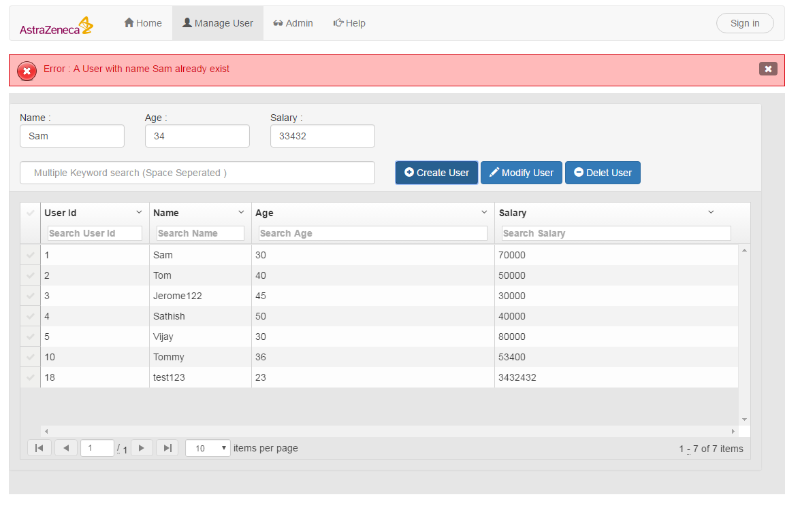 AstraZeneca Home Manage User Admin Help Sign in
Error : A User with name Sam already exist
Name : Age : Salary :
Sam 34 33432
Multiple Keyword search (Space Seperated ) Create User Modify User Delet User
User Id Name Age Salary
Search User Id Search Name Search Age Search Salary
1 Sam 30 70000
2 Tom 40 50000
3 Jerome122 45 30000
4 Sathish 50 40000
5 Vijay 30 80000
10 Tommy 36 53400
18 test123 23 3432432
1 / 1 10 items per page 1 - 7 of 7 items